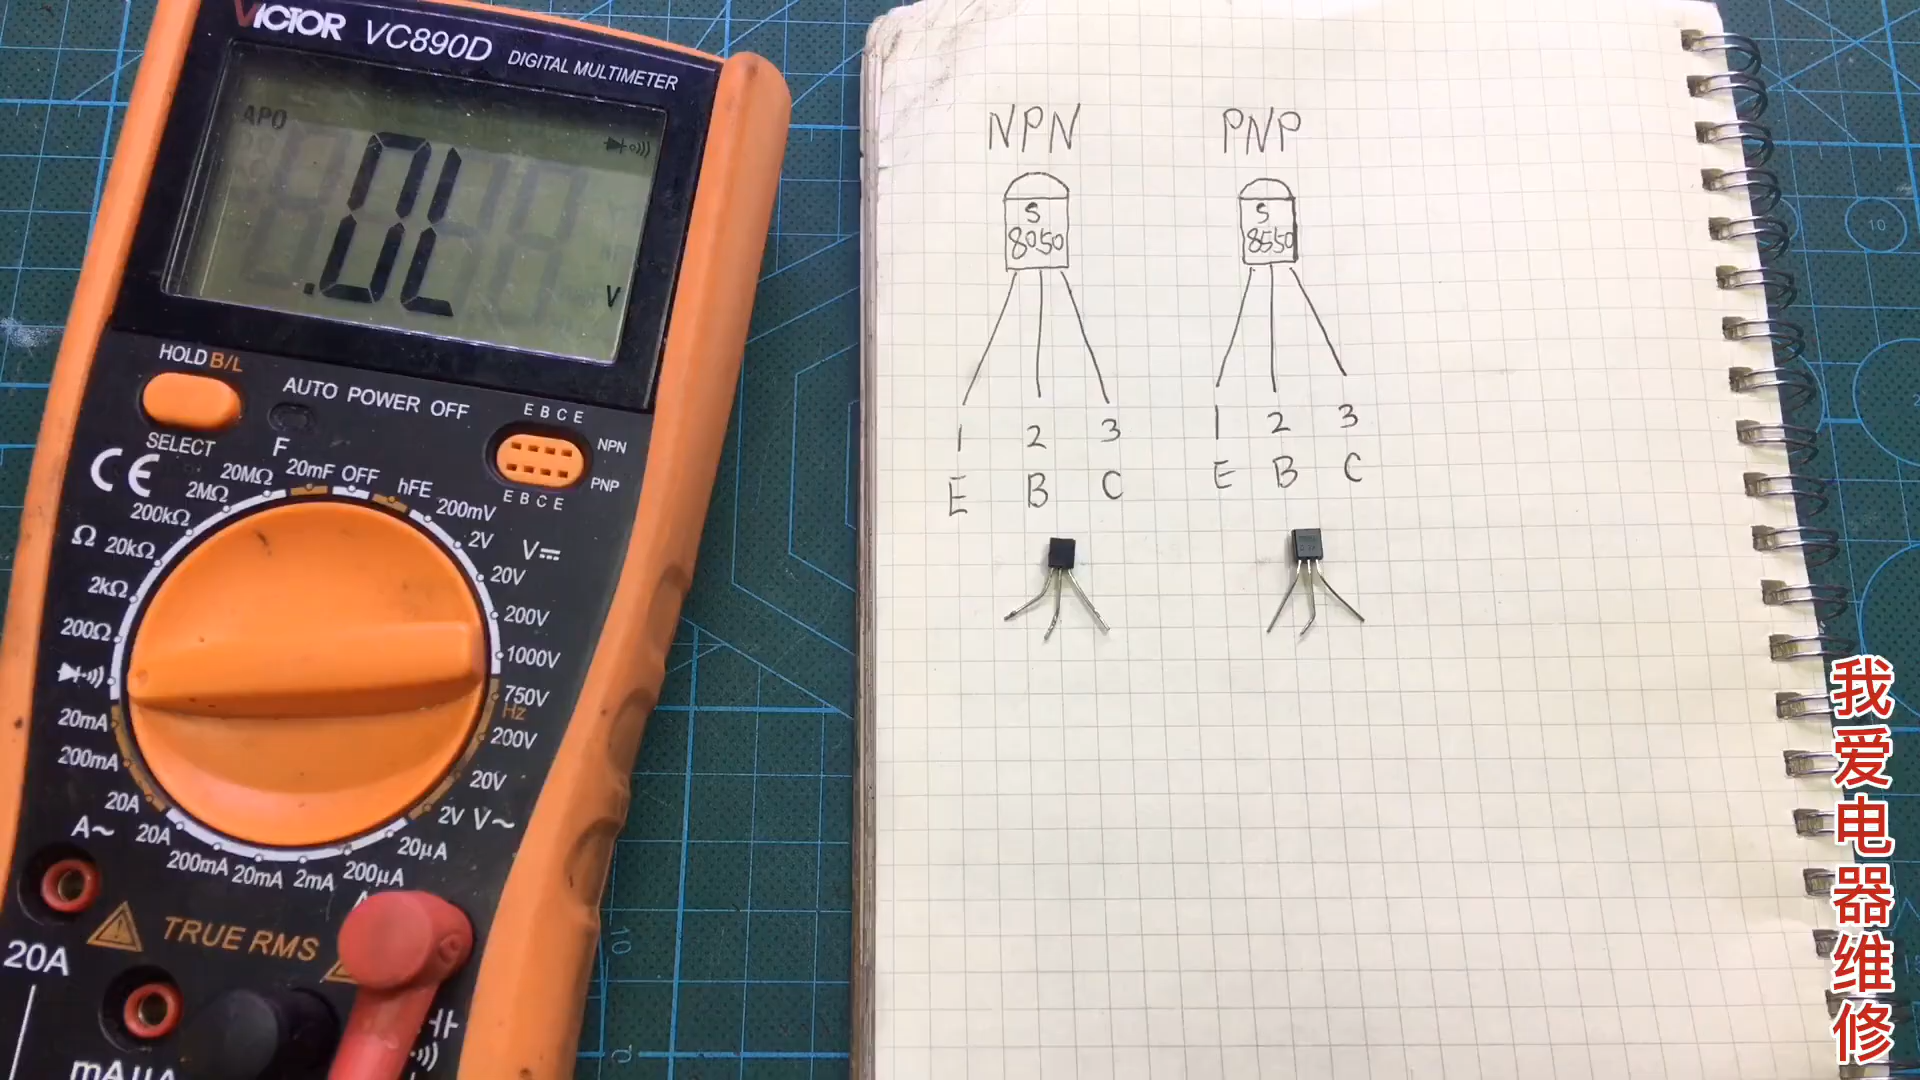 VICTOR VC890D DIGITAL MULTIMETER
APO
.OL
V
HOLD B/L
AUTO POWER OFF
SELECT
E B C E
NPN
PNP
E B C E
F
20mF
OFF
hFE
200mV
2V
V⎓
20V
200V
1000V
750V
Hz
200V
20V
2V V~
20μA
200μA
2mA
20mA
200mA
20A
A~
20A
200mA
20mA
200Ω
2kΩ
Ω 20kΩ
200kΩ
2MΩ
20MΩ
CE
TRUE RMS
20A
mAμA
NPN PNP
S S
8050 8550
1 2 3 1 2 3
E B C E B C
10
我爱电器维修